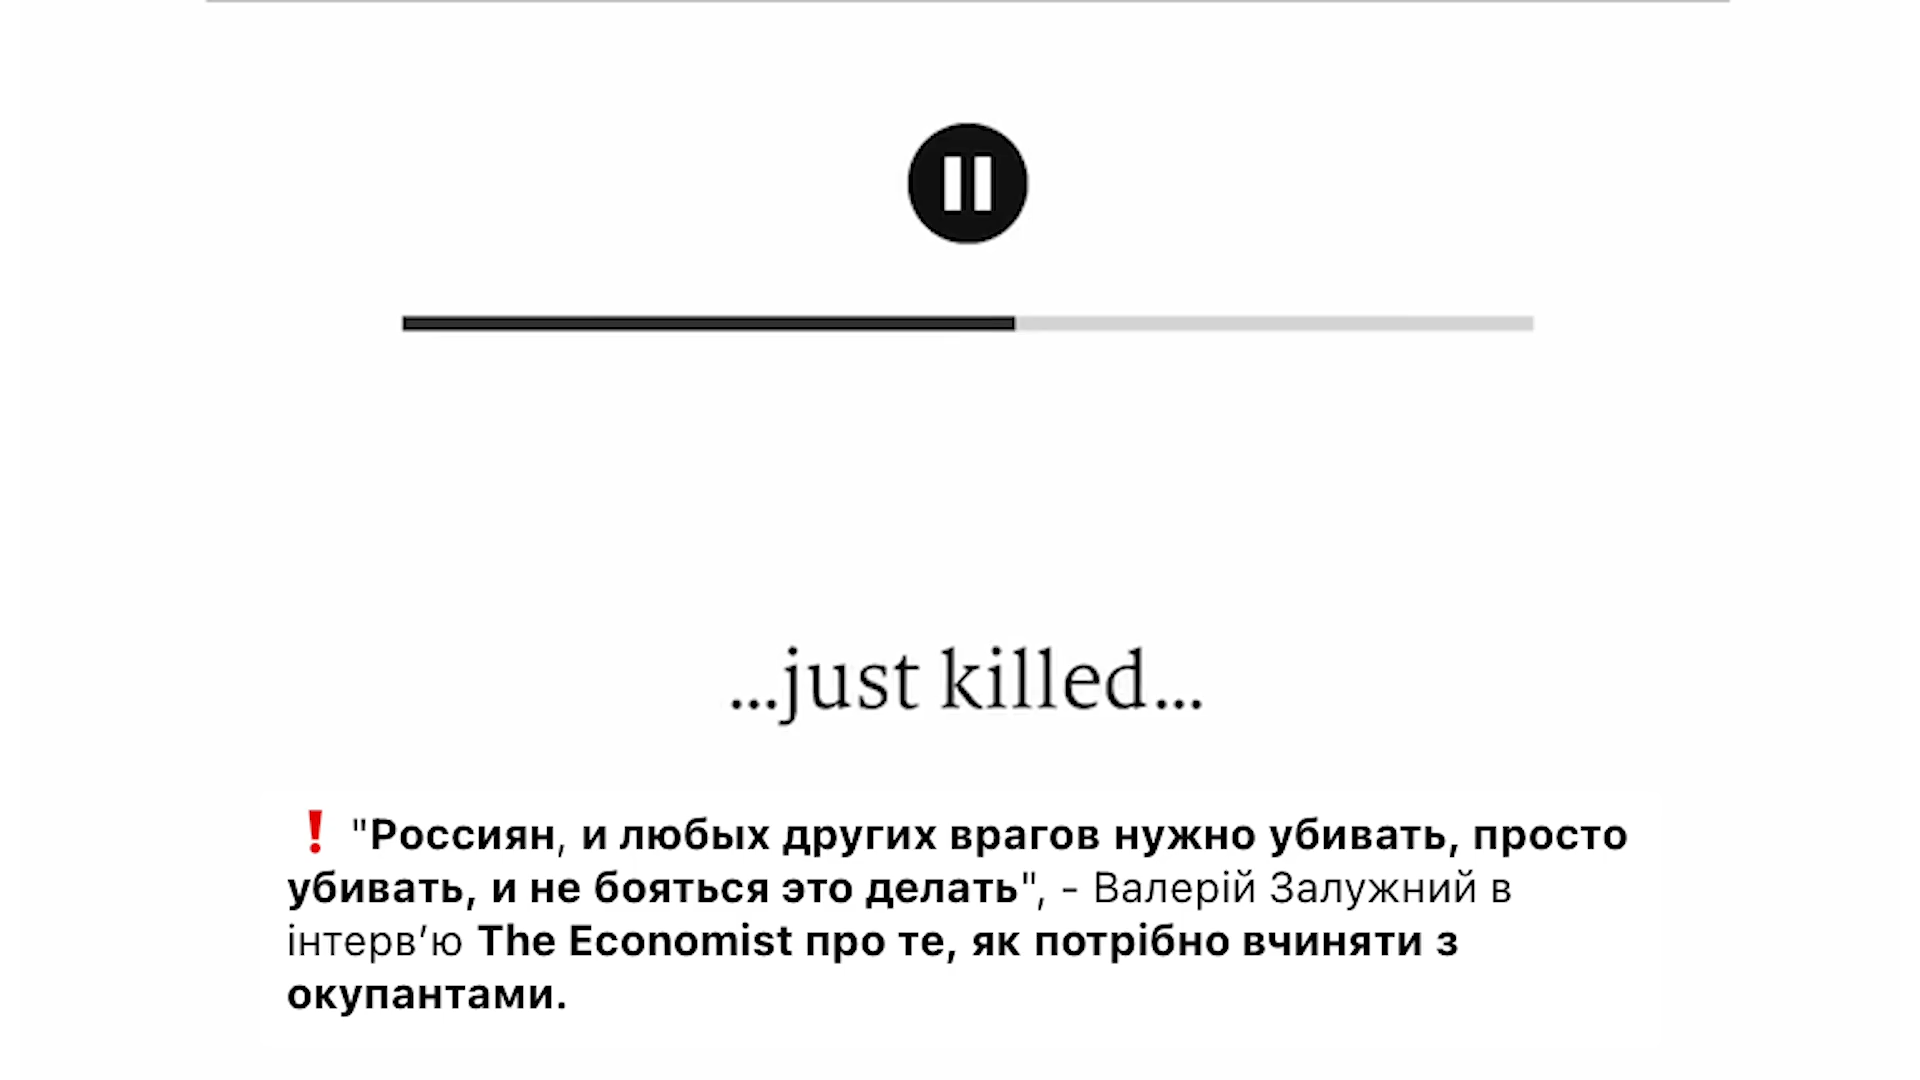 ...just killed...
❗ "Россиян, и любых других врагов нужно убивать, просто
убивать, и не бояться это делать", - Валерій Залужний в
інтерв’ю The Economist про те, як потрібно вчиняти з
окупантами.